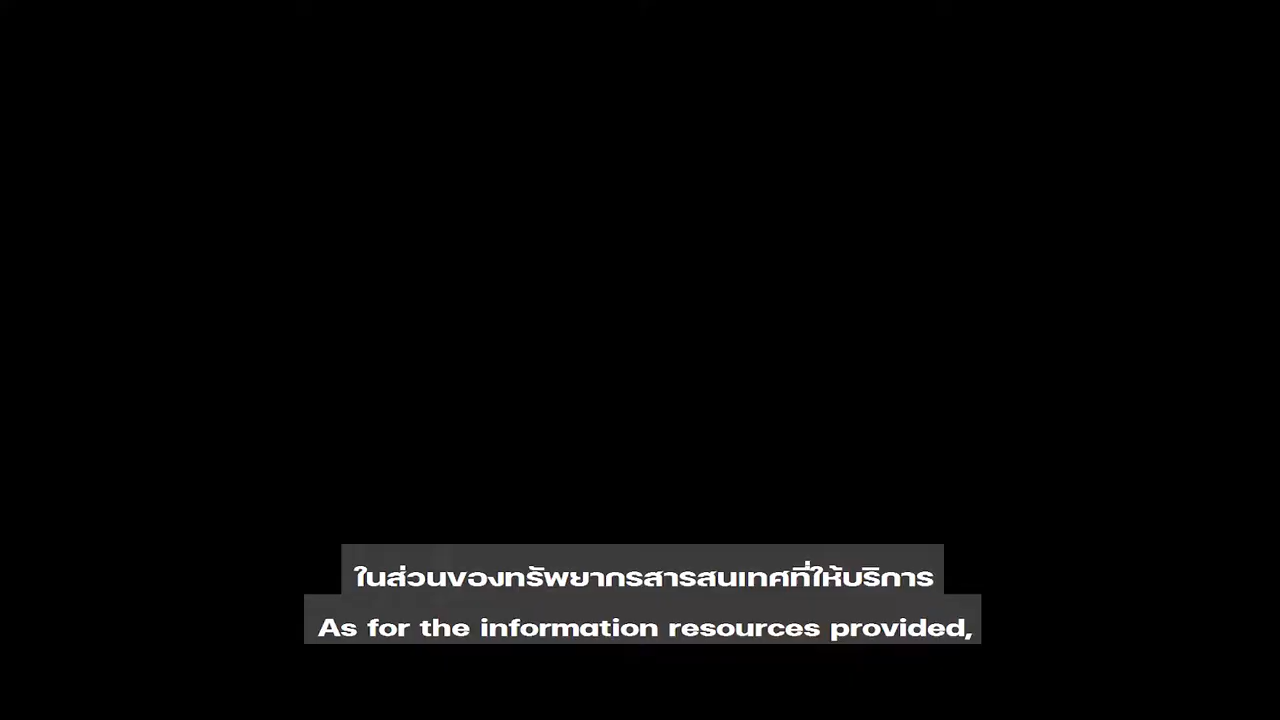 ในส่วนของทรัพยากรสารสนเทศที่ให้บริการ
As for the information resources provided,